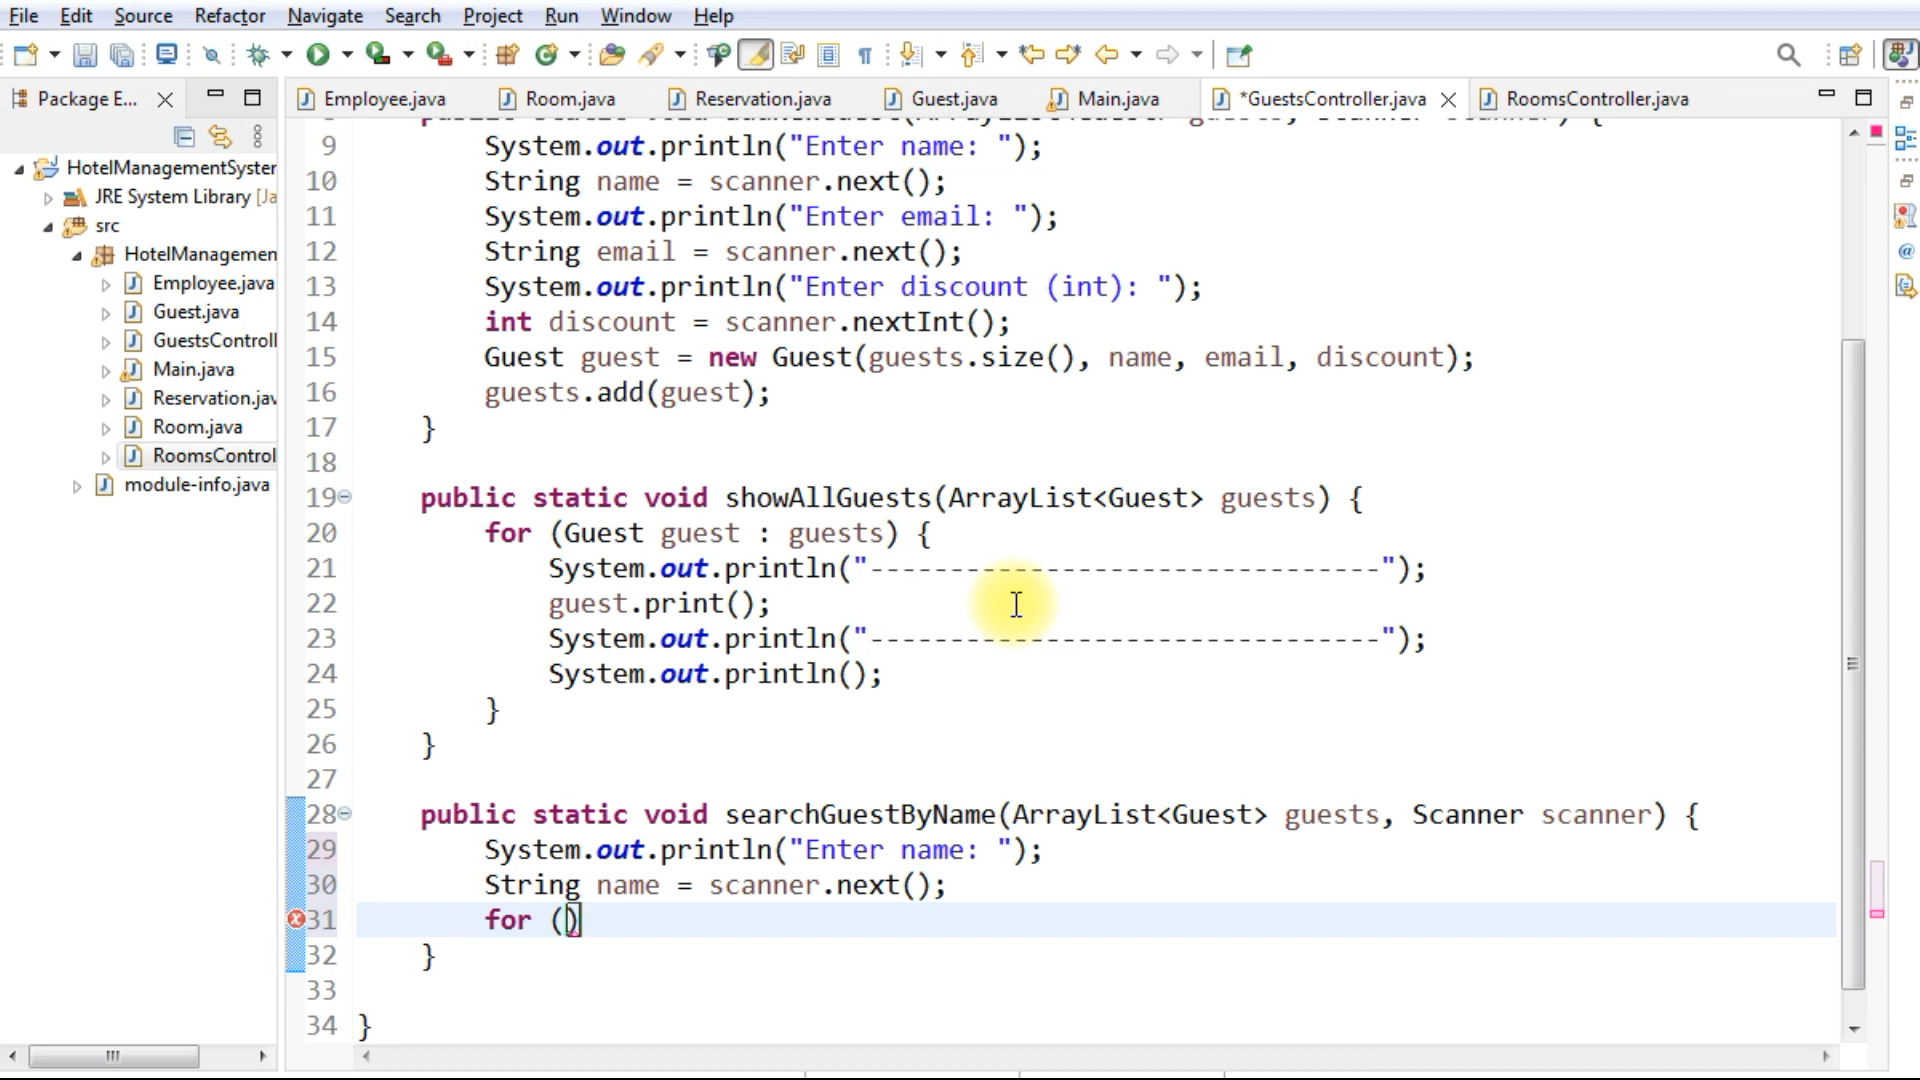 File Edit Source Refactor Navigate Search Project Run Window Help
Package E...
Employee.java Room.java Reservation.java Guest.java Main.java *GuestsController.java RoomsController.java
HotelManagementSyster
JRE System Library [Ja
src
HotelManagemen
Employee.java
Guest.java
GuestsControll
Main.java
Reservation.jav
Room.java
RoomsControl
module-info.java
9 System.out.println("Enter name: ");
10 String name = scanner.next();
11 System.out.println("Enter email: ");
12 String email = scanner.next();
13 System.out.println("Enter discount (int): ");
14 int discount = scanner.nextInt();
15 Guest guest = new Guest(guests.size(), name, email, discount);
16 guests.add(guest);
17 }
18
19 public static void showAllGuests(ArrayList<Guest> guests) {
20 for (Guest guest : guests) {
21 System.out.println("--------------------------------");
22 guest.print();
23 System.out.println("--------------------------------");
24 System.out.println();
25 }
26 }
27
28 public static void searchGuestByName(ArrayList<Guest> guests, Scanner scanner) {
29 System.out.println("Enter name: ");
30 String name = scanner.next();
31 for ()
32 }
33
34 }